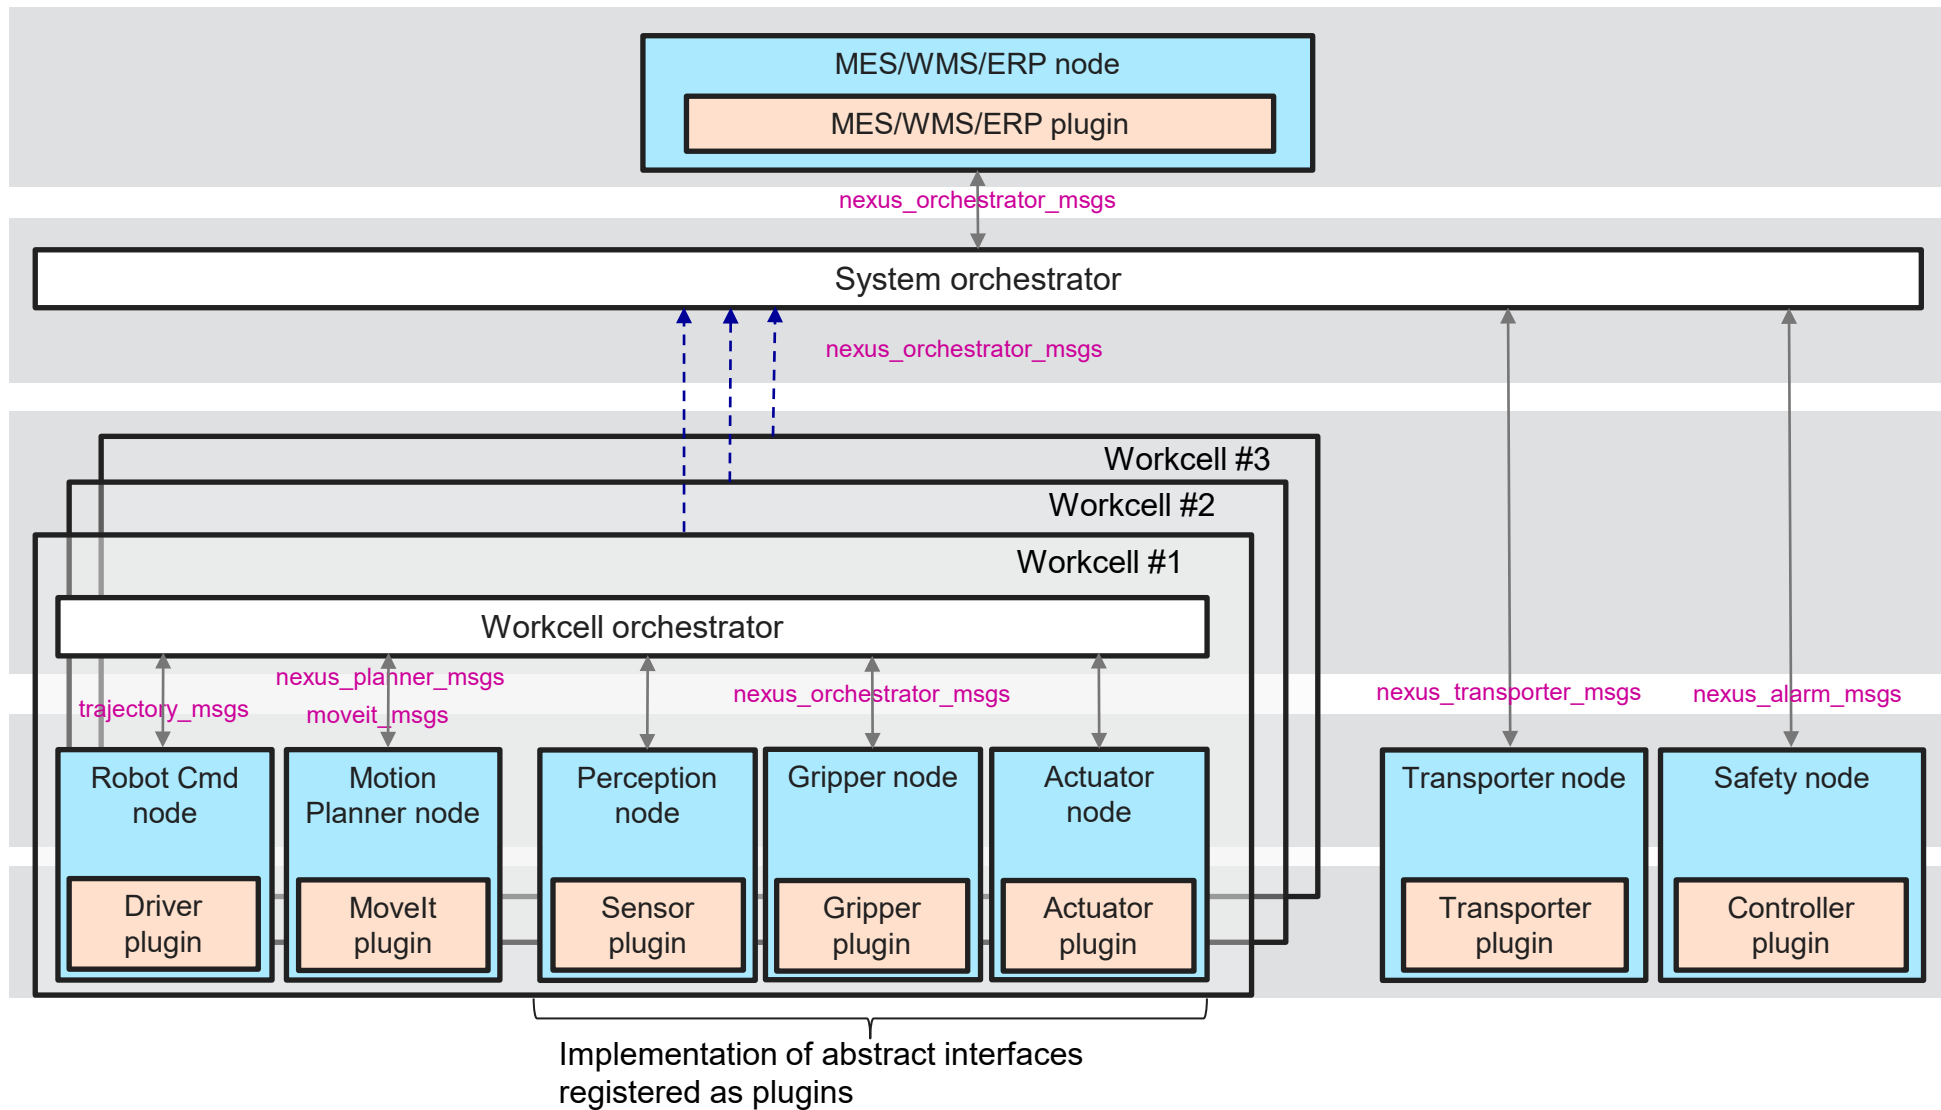 MES/WMS/ERP node
MES/WMS/ERP plugin
nexus_orchestrator_msgs
System orchestrator
nexus_orchestrator_msgs
Workcell #3
Workcell #2
Workcell #1
Workcell orchestrator
nexus_planner_msgs
trajectory_msgs
moveit_msgs
nexus_orchestrator_msgs
nexus_transporter_msgs
nexus_alarm_msgs
Robot Cmd
node
Motion
Planner node
Perception
node
Gripper node
Actuator
node
Transporter node
Safety node
Driver
plugin
MoveIt
plugin
Sensor
plugin
Gripper
plugin
Actuator
plugin
Transporter
plugin
Controller
plugin
Implementation of abstract interfaces
registered as plugins